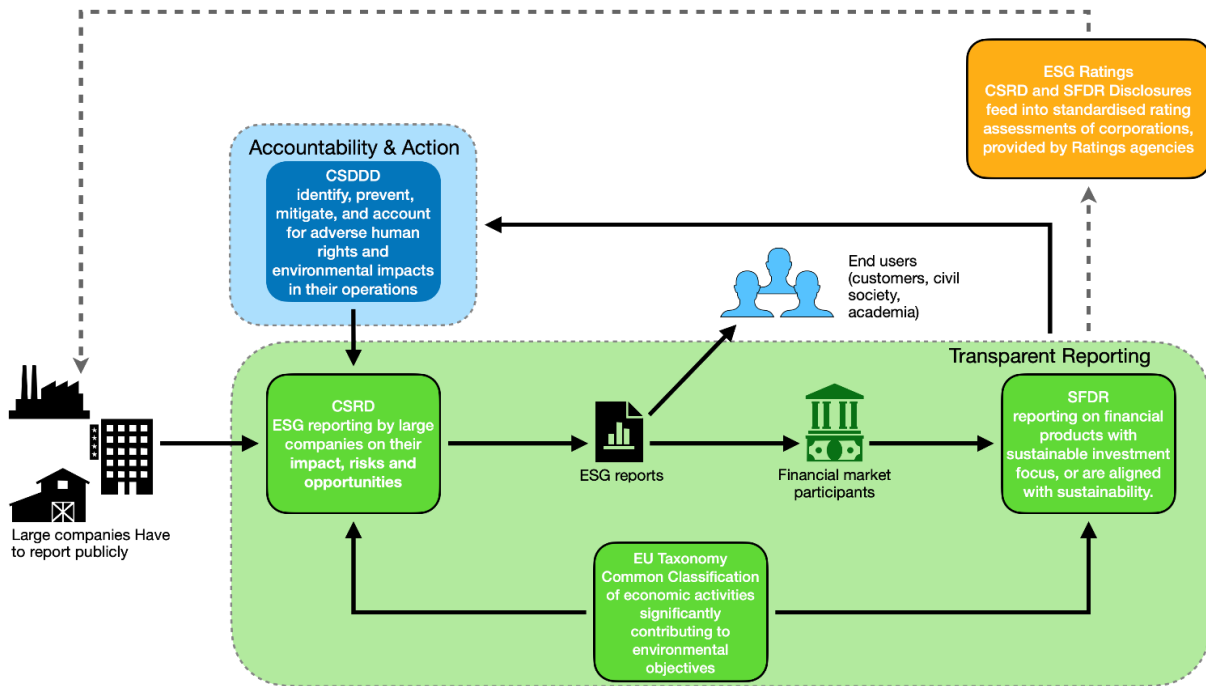 ESG Ratings
CSRD and SFDR Disclosures
feed into standardised rating
assessments of corporations,
provided by Ratings agencies
Accountability & Action
CSDDD
identify, prevent,
mitigate, and account
for adverse human
rights and
environmental impacts
in their operations
End users
(customers, civil
society,
academia)
Transparent Reporting
CSRD
ESG reporting by large
companies on their
impact, risks and
opportunities
ESG reports
Financial market
participants
SFDR
reporting on financial
products with
sustainable investment
focus, or are aligned
with sustainability.
Large companies Have
to report publicly
EU Taxonomy
Common Classification
of economic activities
significantly
contributing to
environmental
objectives